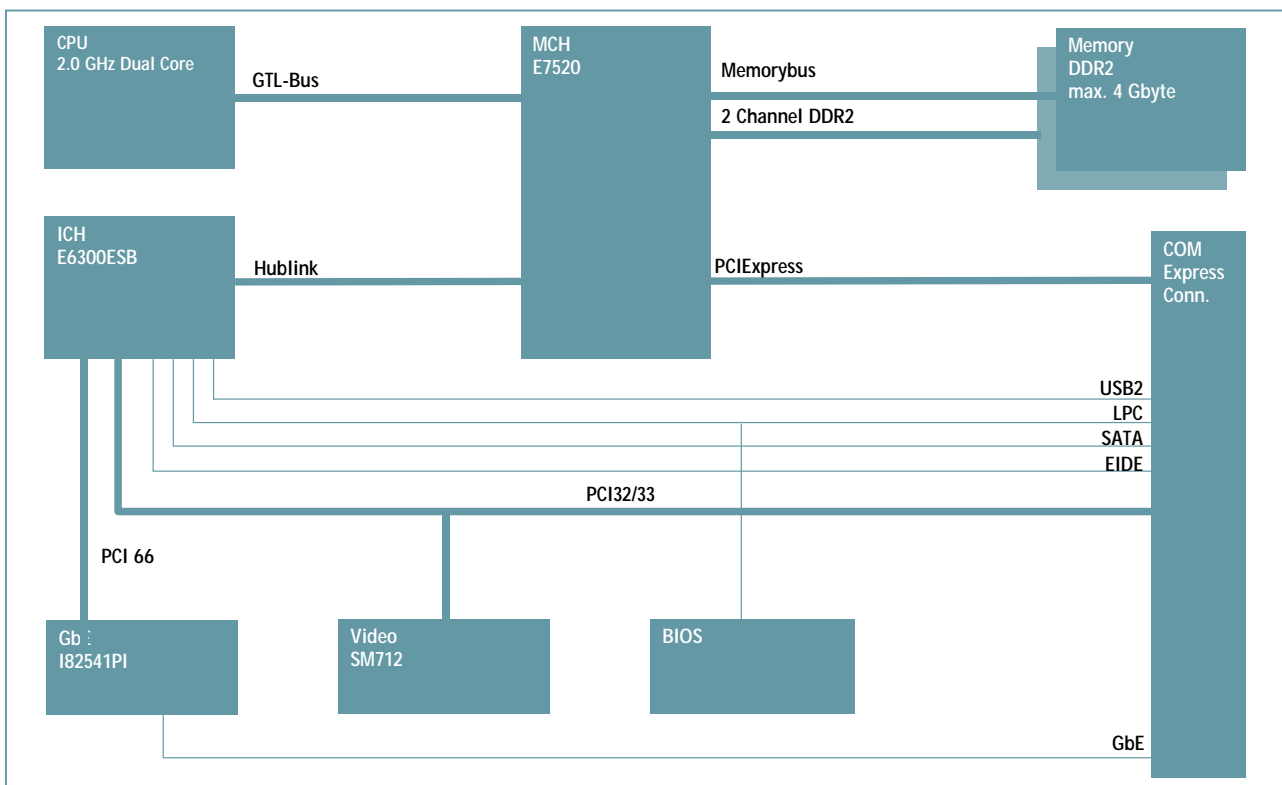 CPU
2.0 GHz Dual Core
GTL-Bus
MCH
E7520
Memorybus
2 Channel DDR2
Memory
DDR2
max. 4 Gbyte
ICH
E6300ESB
Hublink
PCIExpress
COM
Express
Conn.
USB2
LPC
SATA
EIDE
PCI32/33
PCI 66
GbE
I82541PI
Video
SM712
BIOS
GbE